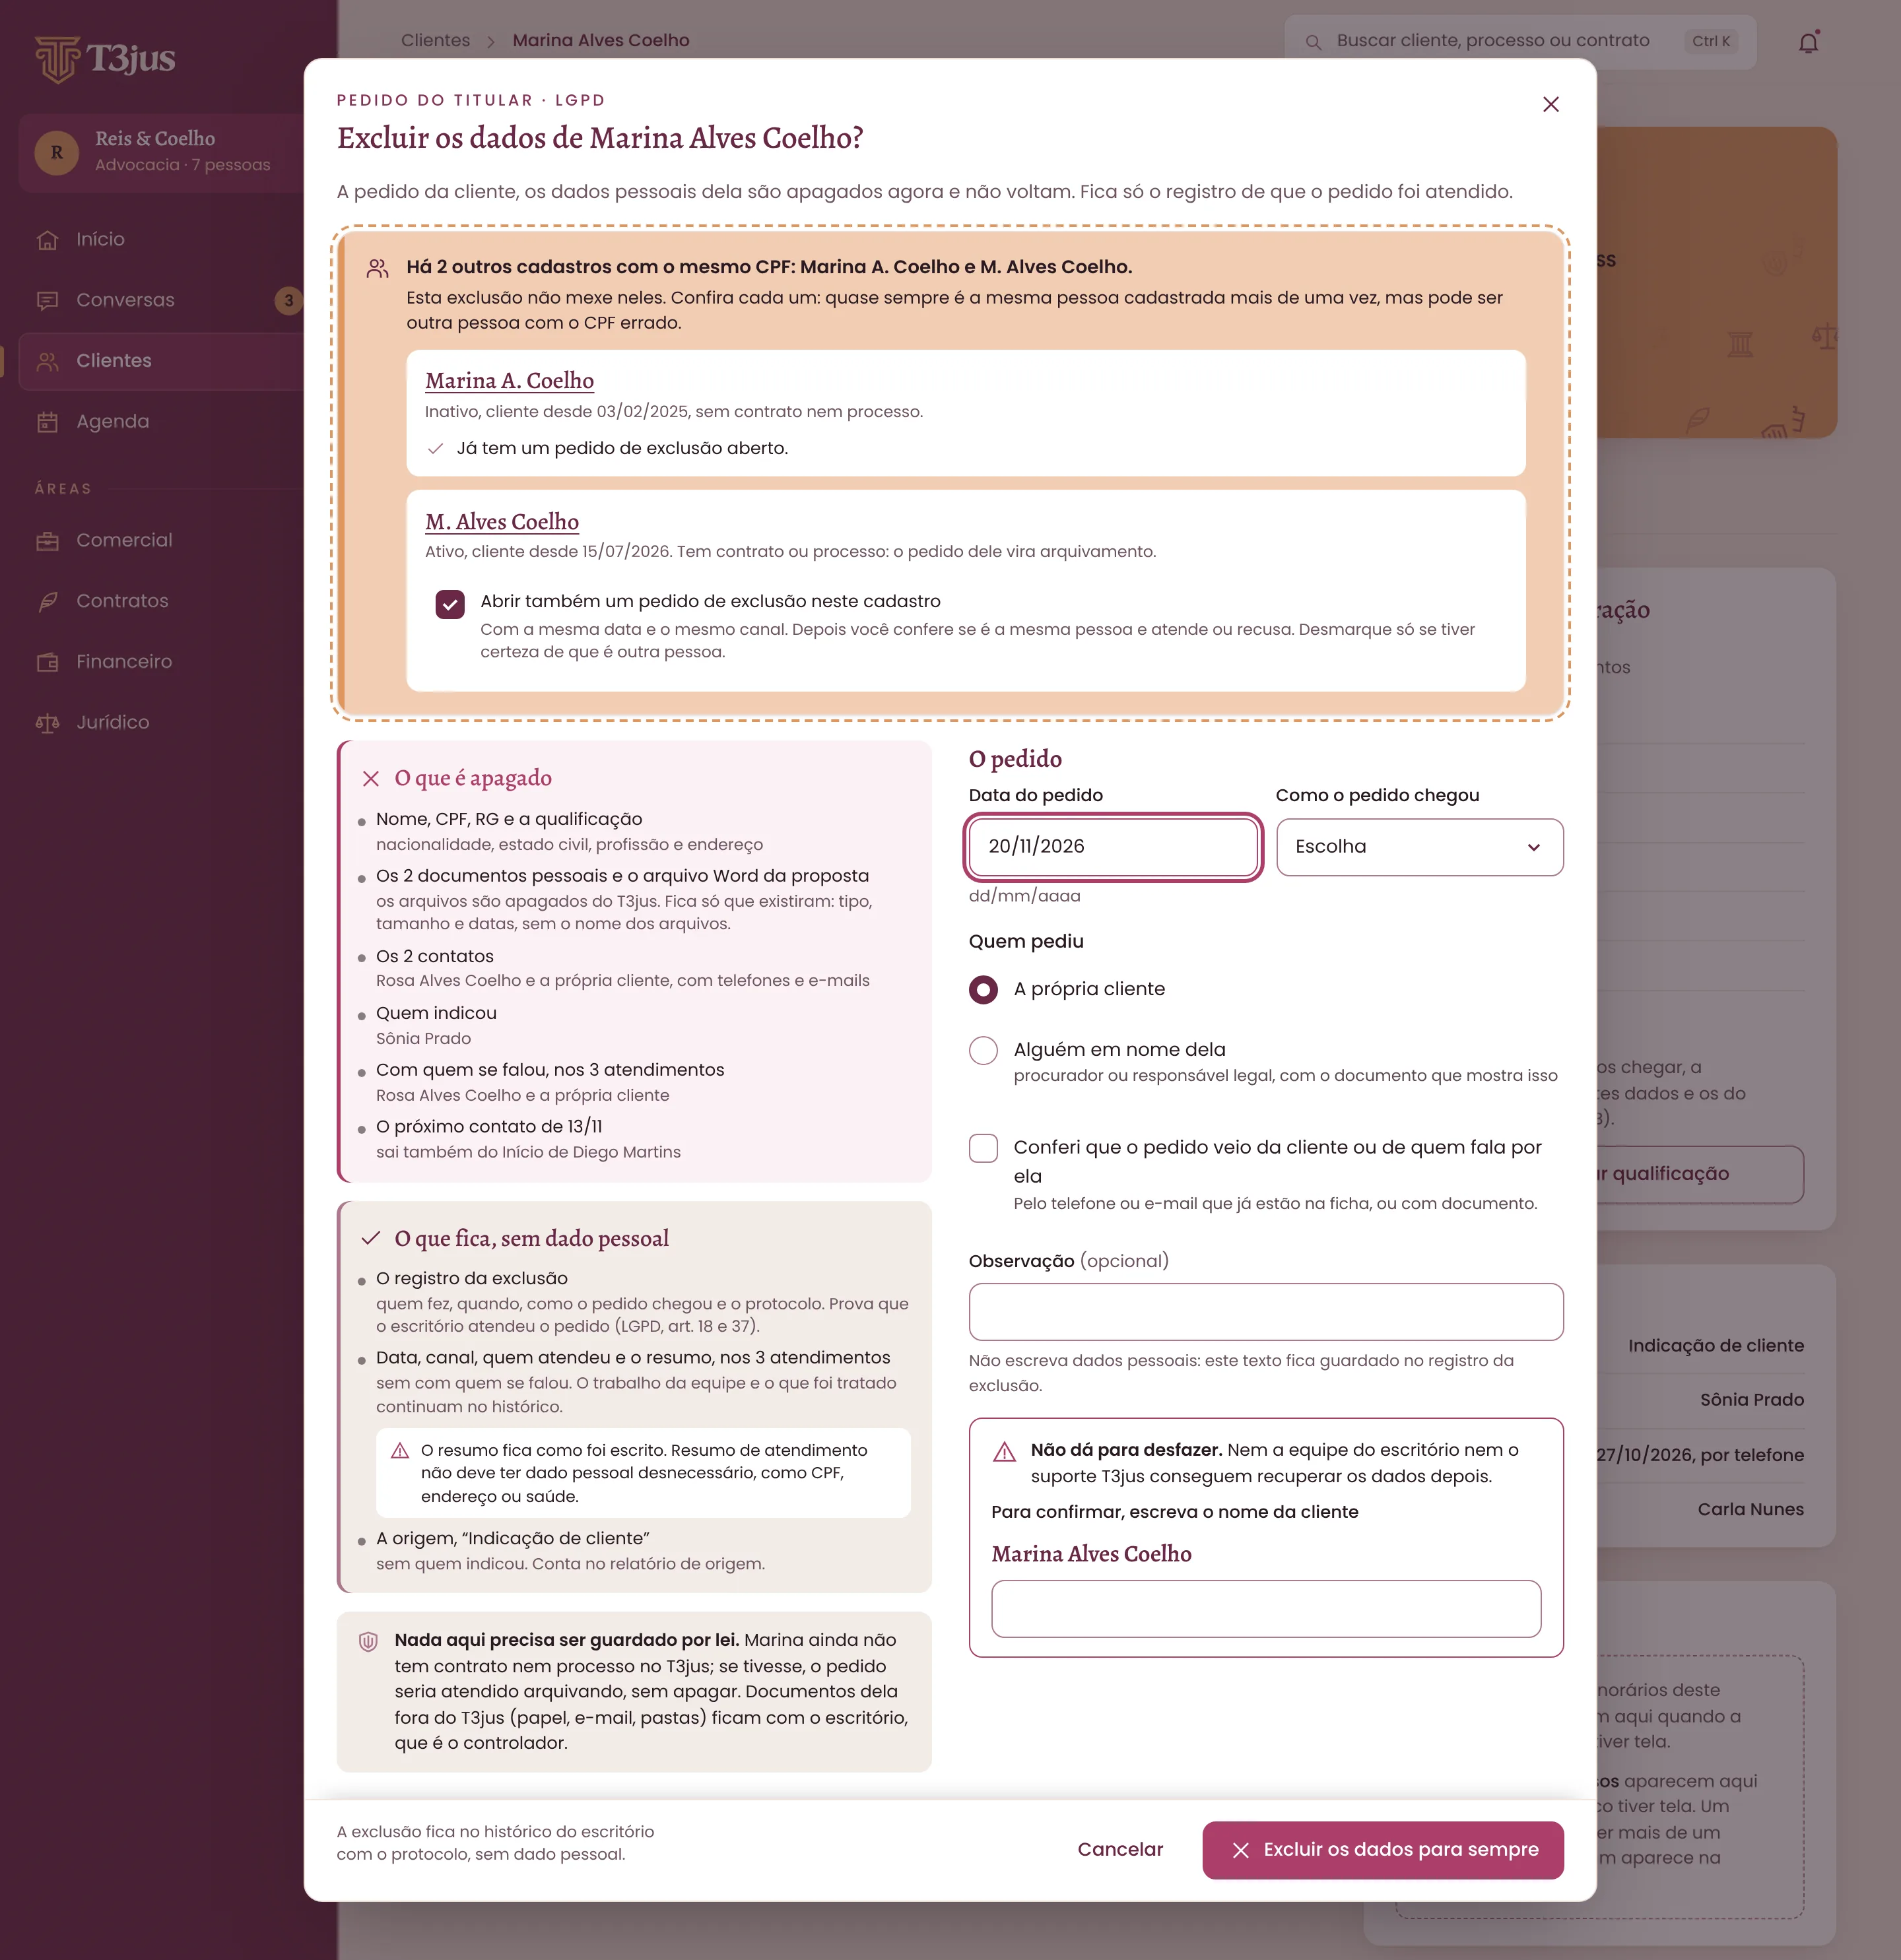 T3jus
R
Reis & Coelho
Advocacia · 7 pessoas
Início
Conversas
3
Clientes
Agenda
ÁREAS
Comercial
Contratos
Financeiro
Jurídico
Clientes
Marina Alves Coelho
Buscar cliente, processo ou contrato
Ctrl K
PEDIDO DO TITULAR · LGPD
Excluir os dados de Marina Alves Coelho?
A pedido da cliente, os dados pessoais dela são apagados agora e não voltam. Fica só o registro de que o pedido foi atendido.
Há 2 outros cadastros com o mesmo CPF: Marina A. Coelho e M. Alves Coelho.
Esta exclusão não mexe neles. Confira cada um: quase sempre é a mesma pessoa cadastrada mais de uma vez, mas pode ser
outra pessoa com o CPF errado.
Marina A. Coelho
Inativo, cliente desde 03/02/2025, sem contrato nem processo.
Já tem um pedido de exclusão aberto.
M. Alves Coelho
Ativo, cliente desde 15/07/2026. Tem contrato ou processo: o pedido dele vira arquivamento.
Abrir também um pedido de exclusão neste cadastro
Com a mesma data e o mesmo canal. Depois você confere se é a mesma pessoa e atende ou recusa. Desmarque só se tiver
certeza de que é outra pessoa.
O que é apagado
Nome, CPF, RG e a qualificação
nacionalidade, estado civil, profissão e endereço
Os 2 documentos pessoais e o arquivo Word da proposta
os arquivos são apagados do T3jus. Fica só que existiram: tipo,
tamanho e datas, sem o nome dos arquivos.
Os 2 contatos
Rosa Alves Coelho e a própria cliente, com telefones e e-mails
Quem indicou
Sônia Prado
Com quem se falou, nos 3 atendimentos
Rosa Alves Coelho e a própria cliente
O próximo contato de 13/11
sai também do Início de Diego Martins
O que fica, sem dado pessoal
O registro da exclusão
quem fez, quando, como o pedido chegou e o protocolo. Prova que
o escritório atendeu o pedido (LGPD, art. 18 e 37).
Data, canal, quem atendeu e o resumo, nos 3 atendimentos
sem com quem se falou. O trabalho da equipe e o que foi tratado
continuam no histórico.
O resumo fica como foi escrito. Resumo de atendimento
não deve ter dado pessoal desnecessário, como CPF,
endereço ou saúde.
A origem, “Indicação de cliente”
sem quem indicou. Conta no relatório de origem.
Nada aqui precisa ser guardado por lei. Marina ainda não
tem contrato nem processo no T3jus; se tivesse, o pedido
seria atendido arquivando, sem apagar. Documentos dela
fora do T3jus (papel, e-mail, pastas) ficam com o escritório,
que é o controlador.
O pedido
Data do pedido
20/11/2026
dd/mm/aaaa
Como o pedido chegou
Escolha
Quem pediu
A própria cliente
Alguém em nome dela
procurador ou responsável legal, com o documento que mostra isso
Conferi que o pedido veio da cliente ou de quem fala por
ela
Pelo telefone ou e-mail que já estão na ficha, ou com documento.
Observação (opcional)
Não escreva dados pessoais: este texto fica guardado no registro da
exclusão.
Não dá para desfazer. Nem a equipe do escritório nem o
suporte T3jus conseguem recuperar os dados depois.
Para confirmar, escreva o nome da cliente
Marina Alves Coelho
A exclusão fica no histórico do escritório
com o protocolo, sem dado pessoal.
Cancelar
Excluir os dados para sempre
os chegar, a
dados e os do
qualificação
Indicação de cliente
Sônia Prado
27/10/2026, por telefone
Carla Nunes
deste
aqui quando a
tela.
aparecem aqui
tiver tela. Um
mais de um
aparece na